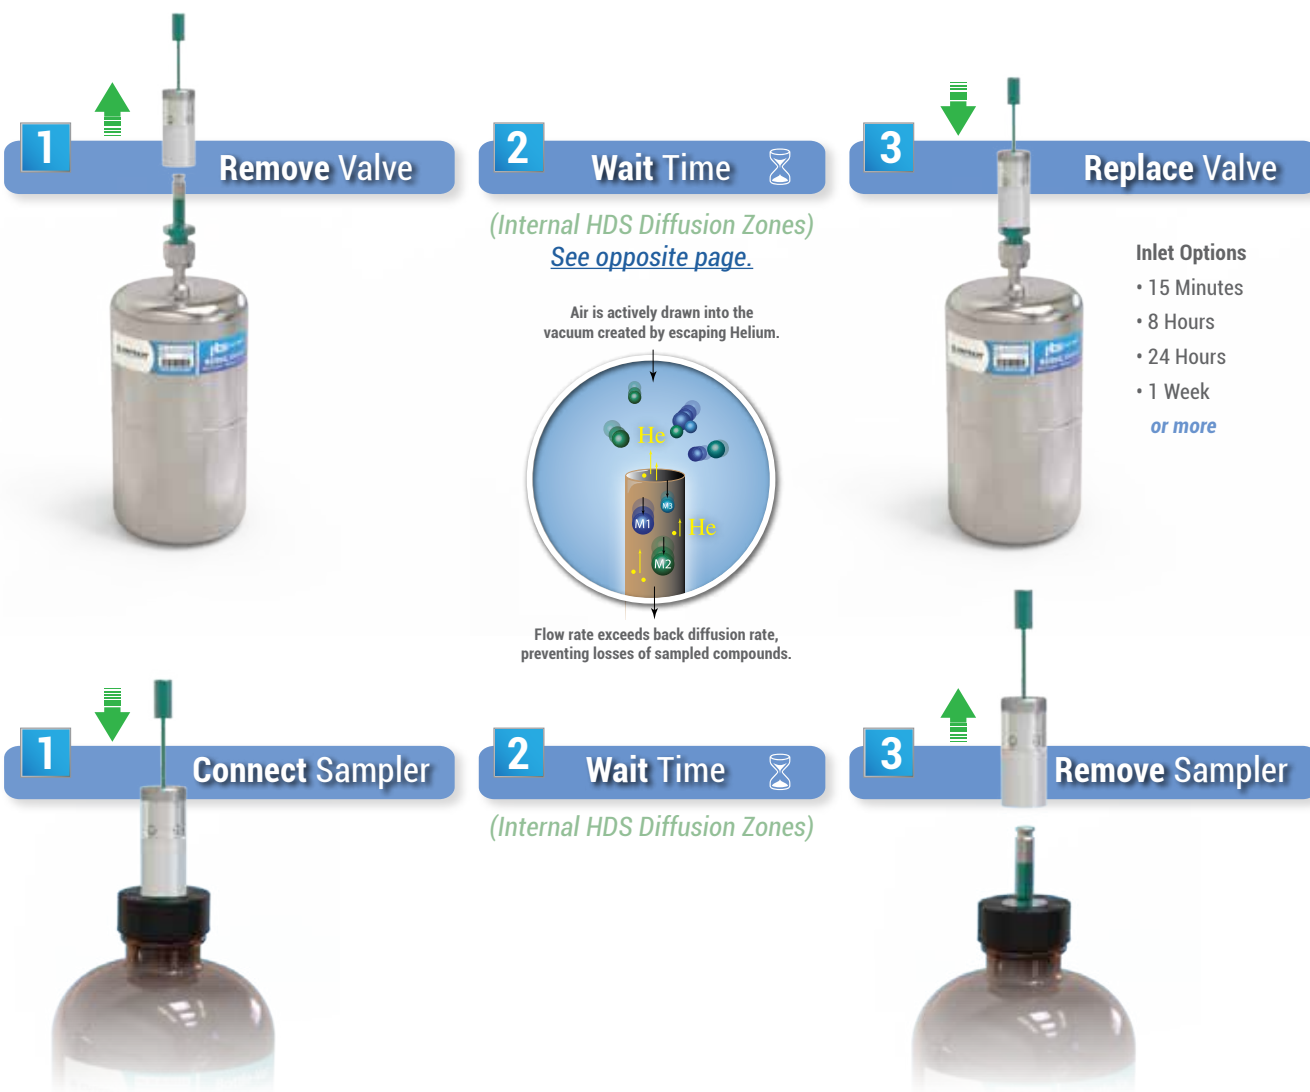 1
Remove Valve
2
Wait Time
(Internal HDS Diffusion Zones)
See opposite page.
Air is actively drawn into the
vacuum created by escaping Helium.
He
M3
M1
He
M2
Flow rate exceeds back diffusion rate,
preventing losses of sampled compounds.
3
Replace Valve
Inlet Options
• 15 Minutes
• 8 Hours
• 24 Hours
• 1 Week
or more
1
Connect Sampler
2
Wait Time
(Internal HDS Diffusion Zones)
3
Remove Sampler